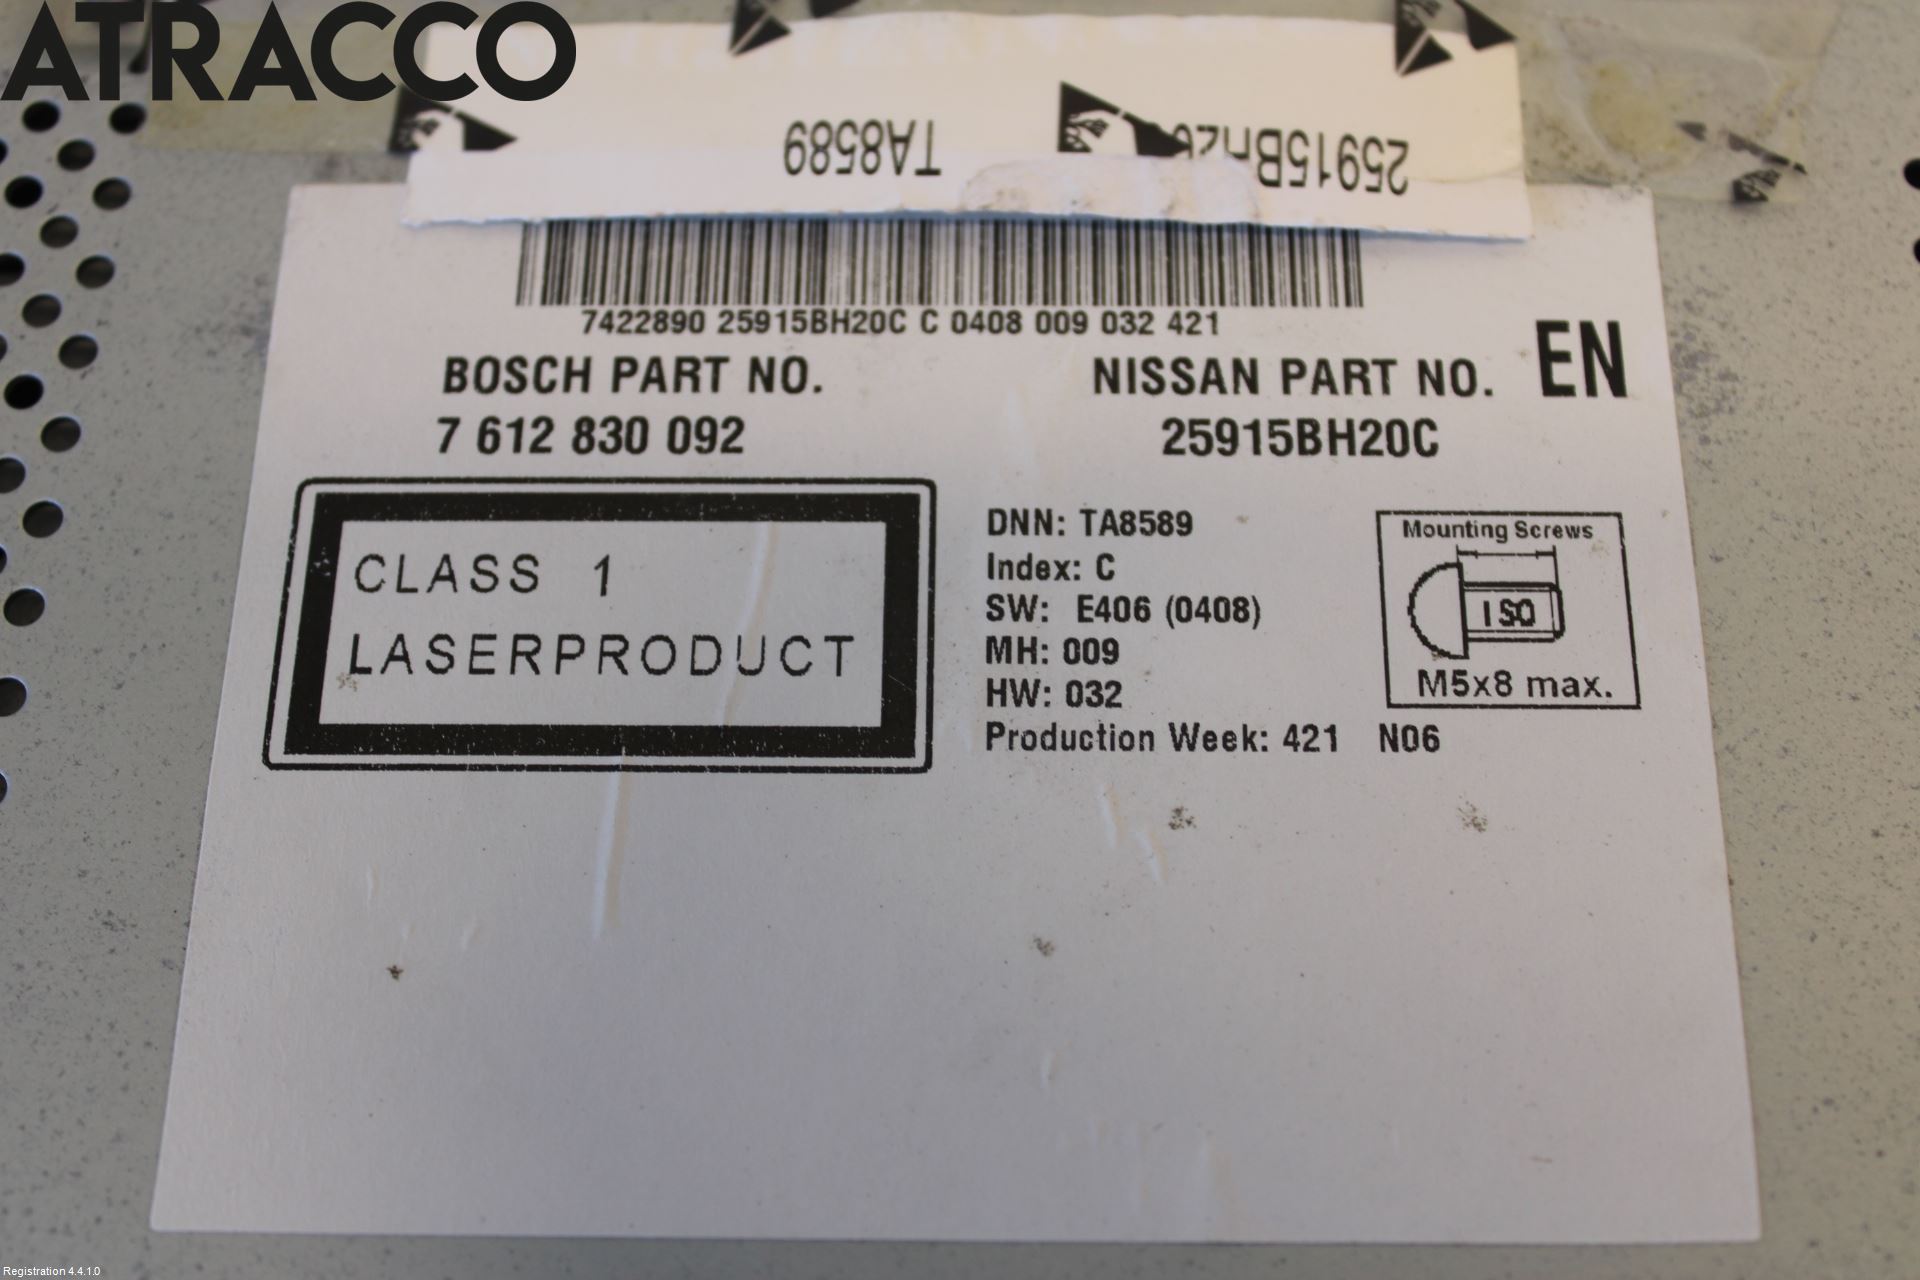 ATRACCO
TA8589
25915BH20
7422890 25915BH20C C 0408 009 032 421
BOSCH PART NO.
7 612 830 092
NISSAN PART NO.
25915BH20C
EN
CLASS 1
LASERPRODUCT
DNN: TA8589
Index: C
SW: E406 (0408)
MH: 009
HW: 032
Production Week: 421 N06
Mounting Screws
ISO
M5x8 max.
Registration 4.4.1.0